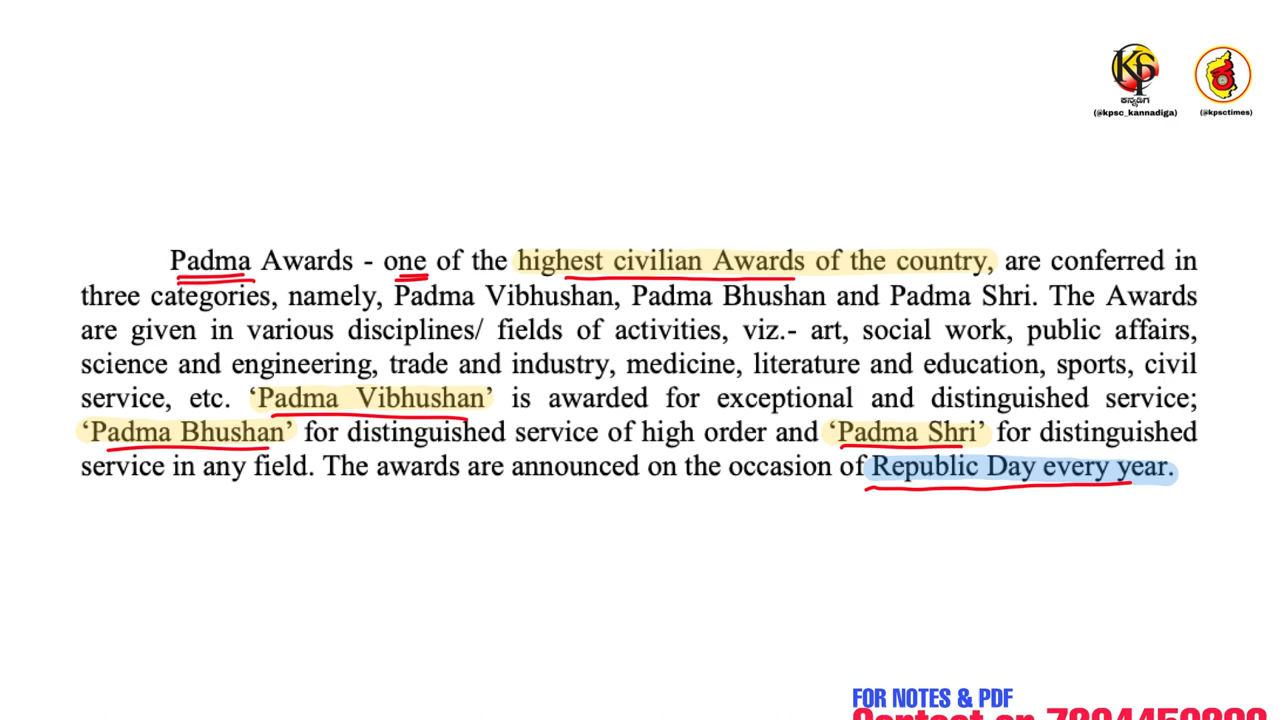 KP
ಕನ್ನಡಿಗ
(@kpsc_kannadiga)
(@kpsctimes)
Padma Awards - one of the highest civilian Awards of the country, are conferred in
three categories, namely, Padma Vibhushan, Padma Bhushan and Padma Shri. The Awards
are given in various disciplines/ fields of activities, viz.- art, social work, public affairs,
science and engineering, trade and industry, medicine, literature and education, sports, civil
service, etc. ‘Padma Vibhushan’ is awarded for exceptional and distinguished service;
‘Padma Bhushan’ for distinguished service of high order and ‘Padma Shri’ for distinguished
service in any field. The awards are announced on the occasion of Republic Day every year.
FOR NOTES & PDF
Contact on